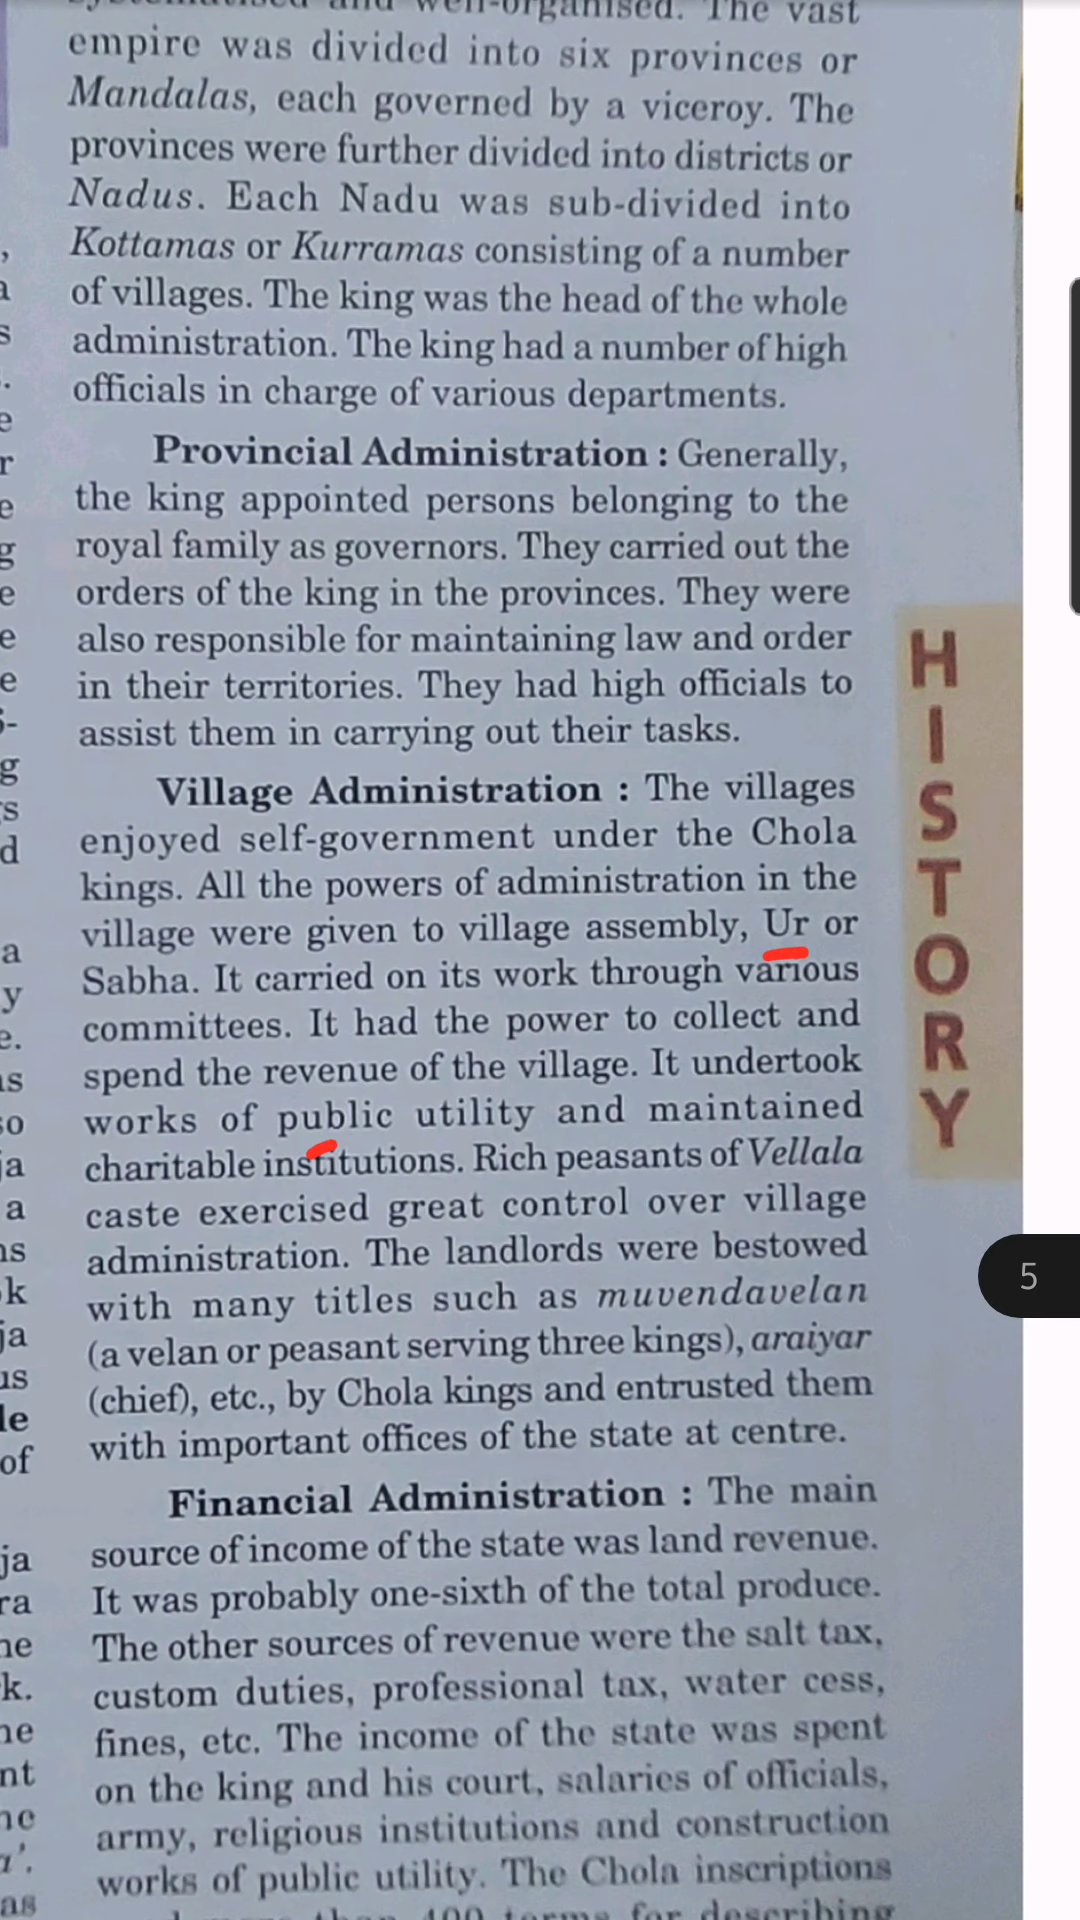 and well-organised. The vast
empire was divided into six provinces or
Mandalas, each governed by a viceroy. The
provinces were further divided into districts or
Nadus. Each Nadu was sub-divided into
Kottamas or Kurramas consisting of a number
of villages. The king was the head of the whole
administration. The king had a number of high
officials in charge of various departments.
Provincial Administration : Generally,
the king appointed persons belonging to the
royal family as governors. They carried out the
orders of the king in the provinces. They were
also responsible for maintaining law and order
in their territories. They had high officials to
assist them in carrying out their tasks.
Village Administration : The villages
enjoyed self-government under the Chola
kings. All the powers of administration in the
village were given to village assembly, Ur or
Sabha. It carried on its work through various
committees. It had the power to collect and
spend the revenue of the village. It undertook
works of public utility and maintained
charitable institutions. Rich peasants of Vellala
caste exercised great control over village
administration. The landlords were bestowed
with many titles such as muvendavelan
(a velan or peasant serving three kings), araiyar
(chief), etc., by Chola kings and entrusted them
with important offices of the state at centre.
Financial Administration : The main
source of income of the state was land revenue.
It was probably one-sixth of the total produce.
The other sources of revenue were the salt tax,
custom duties, professional tax, water cess,
fines, etc. The income of the state was spent
on the king and his court, salaries of officials,
army, religious institutions and construction
works of public utility. The Chola inscriptions
than 400 terms for describing
HISTORY
5